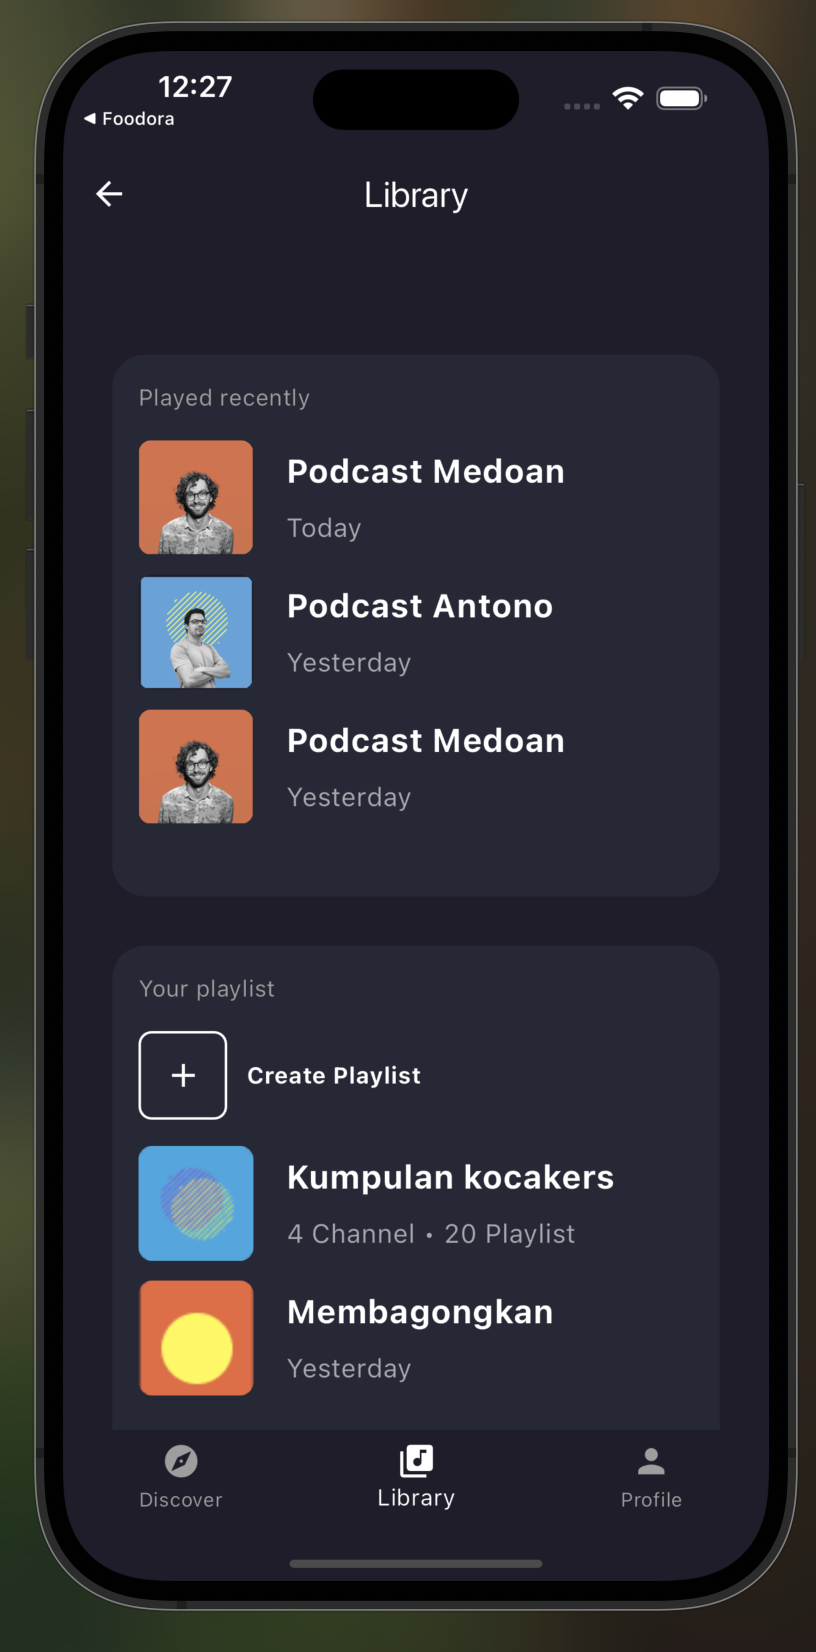 12:27
◀ Foodora
Library
Played recently
Podcast Medoan
Today
Podcast Antono
Yesterday
Podcast Medoan
Yesterday
Your playlist
+ Create Playlist
Kumpulan kocakers
4 Channel • 20 Playlist
Membagongkan
Yesterday
Discover
Library
Profile